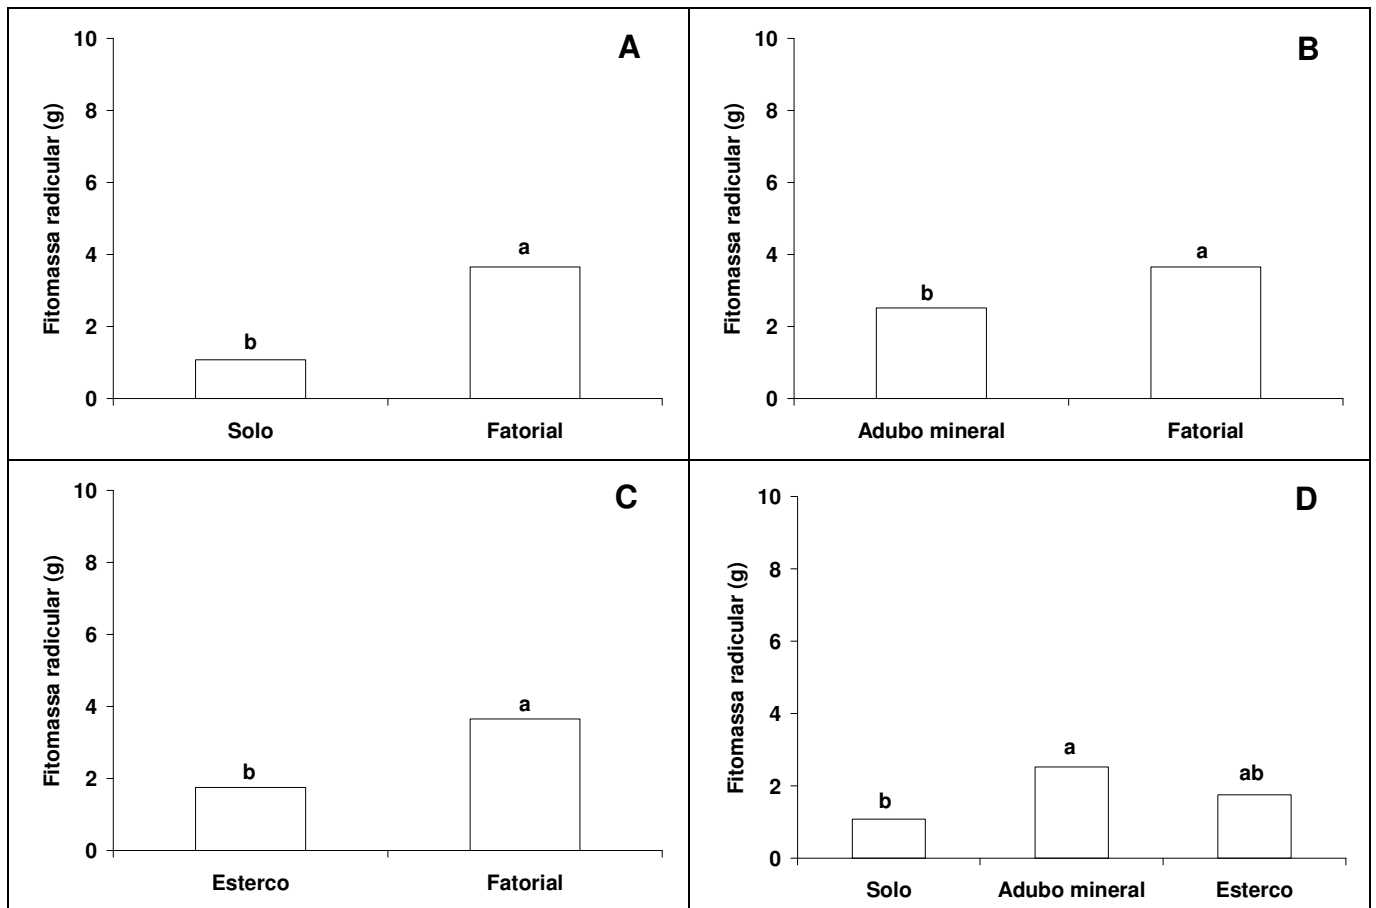 A
Fitomassa radicular (g)
10
8
6
4
2
0
b
a
Solo
Fatorial
B
Fitomassa radicular (g)
10
8
6
4
2
0
b
a
Adubo mineral
Fatorial
C
Fitomassa radicular (g)
10
8
6
4
2
0
b
a
Esterco
Fatorial
D
Fitomassa radicular (g)
10
8
6
4
2
0
b
a
ab
Solo
Adubo mineral
Esterco